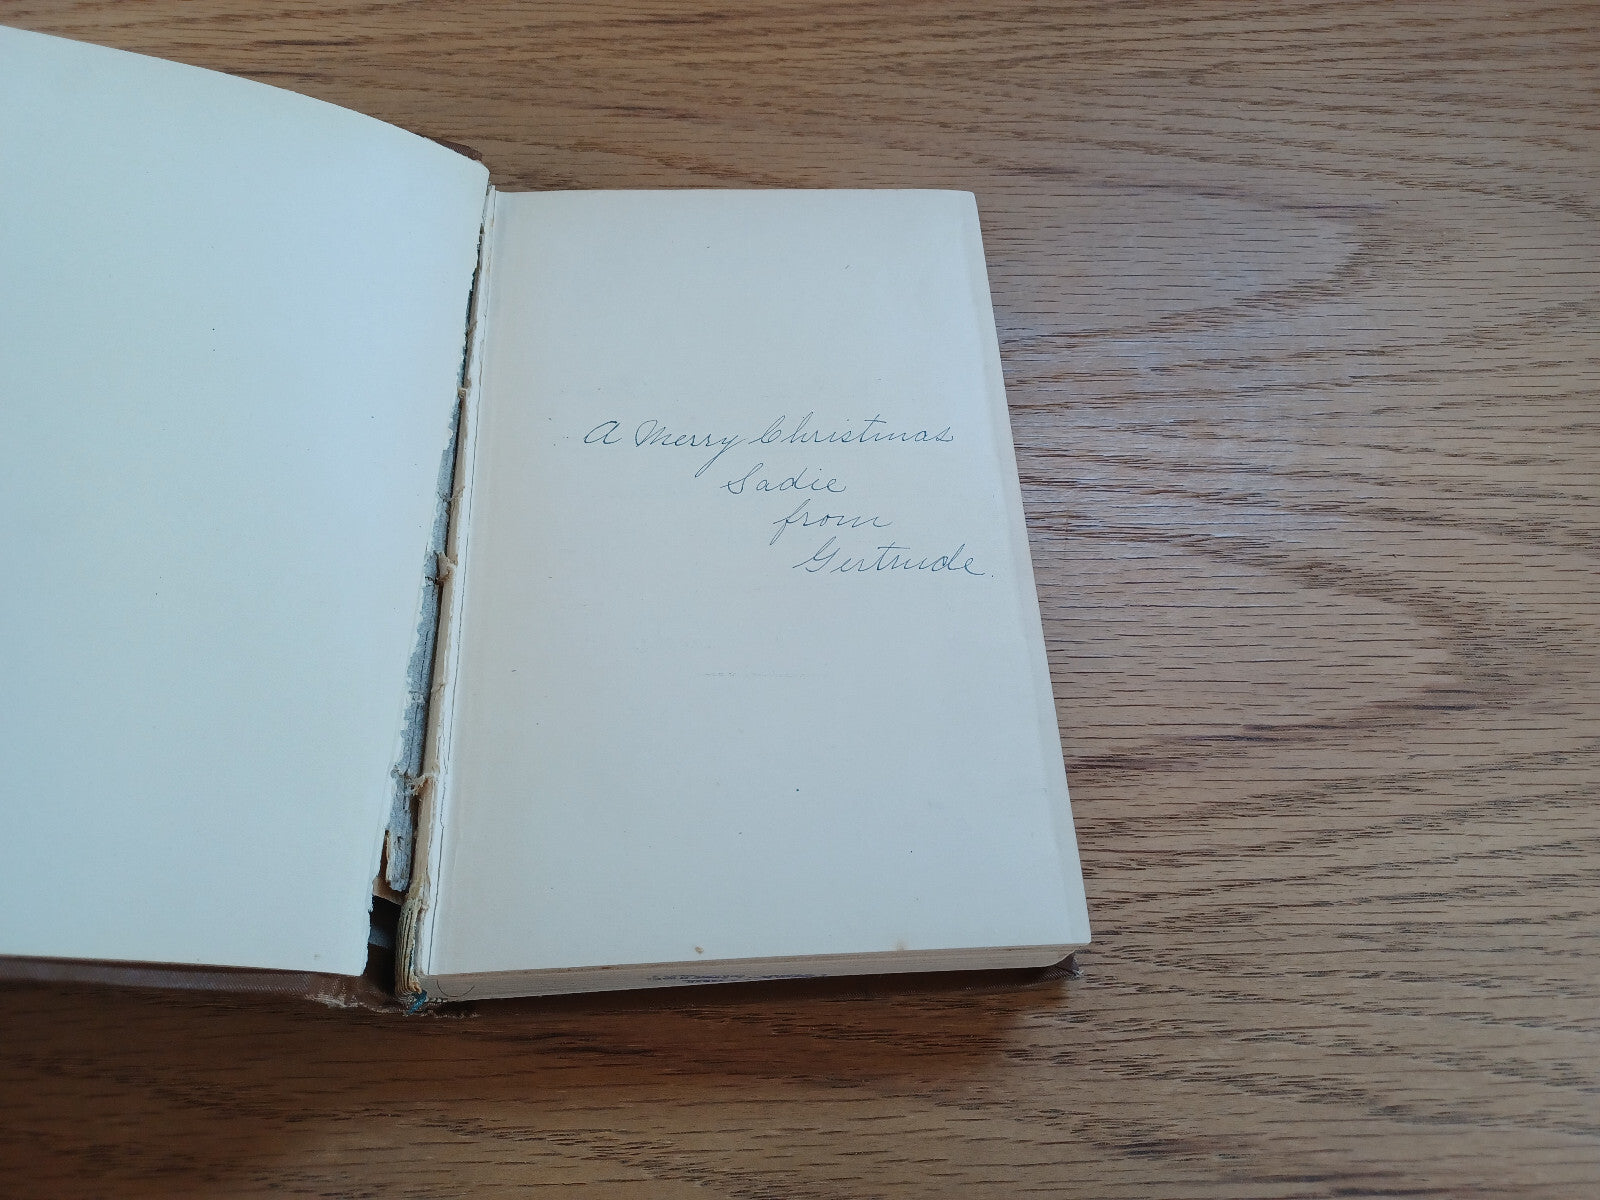 A Merry Christmas
Sadie
from
Gertrude.